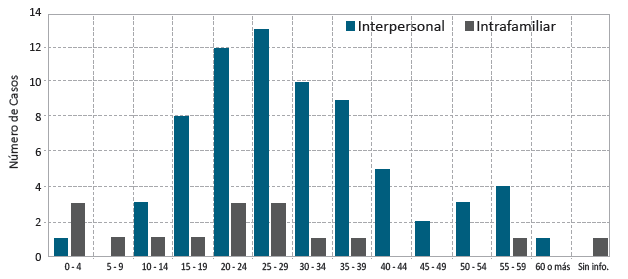 14
Interpersonal Intrafamiliar
12
10
8
6
4
2
0
Número de Casos
0 - 4 5 - 9 10 - 14 15 - 19 20 - 24 25 - 29 30 - 34 35 - 39 40 - 44 45 - 49 50 - 54 55 - 59 60 o más Sin info.